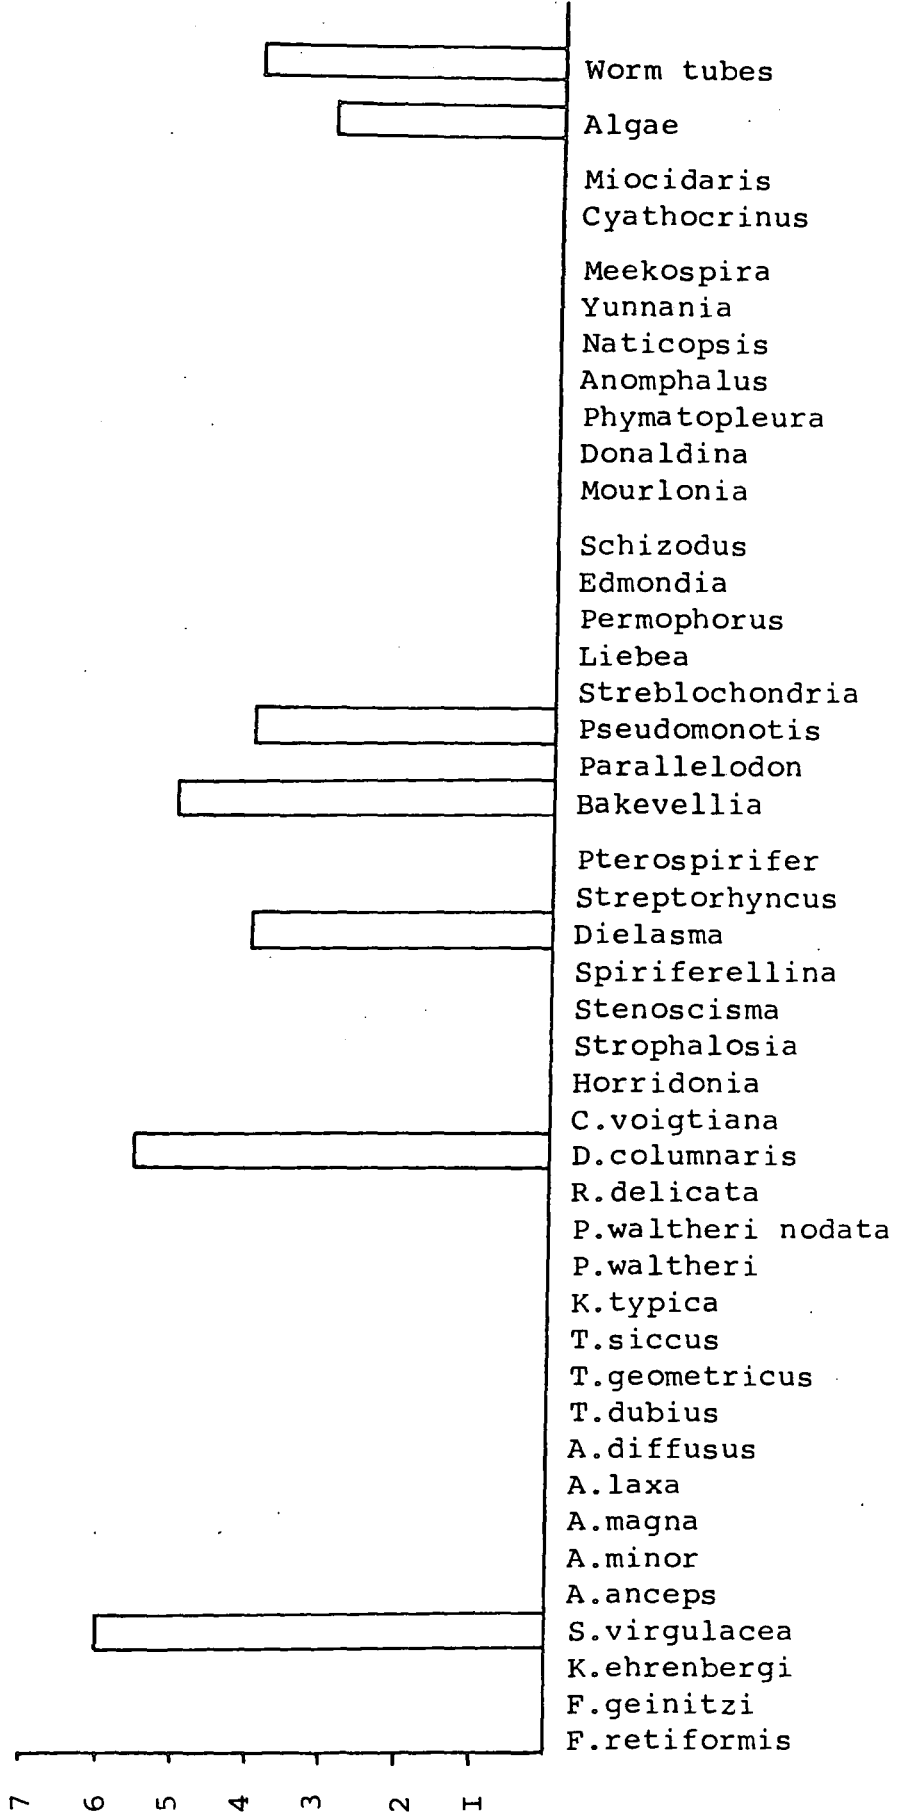 Worm tubes
Algae
Miocidaris
Cyathocrinus
Meekospira
Yunnania
Naticopsis
Anomphalus
Phymatopleura
Donaldina
Mourlonia
Schizodus
Edmondia
Permophorus
Liebea
Streblochondria
Pseudomonotis
Parallelodon
Bakevellia
Pterospirifer
Streptorhyncus
Dielasma
Spiriferellina
Stenoscisma
Strophalosia
Horridonia
C.voigtiana
D.columnaris
R.delicata
P.waltheri nodata
P.waltheri
K.typica
T.siccus
T.geometricus
T.dubius
A.diffusus
A.laxa
A.magna
A.minor
A.anceps
S.virgulacea
K.ehrenbergi
F.geinitzi
F.retiformis
7 6 5 4 3 2 I